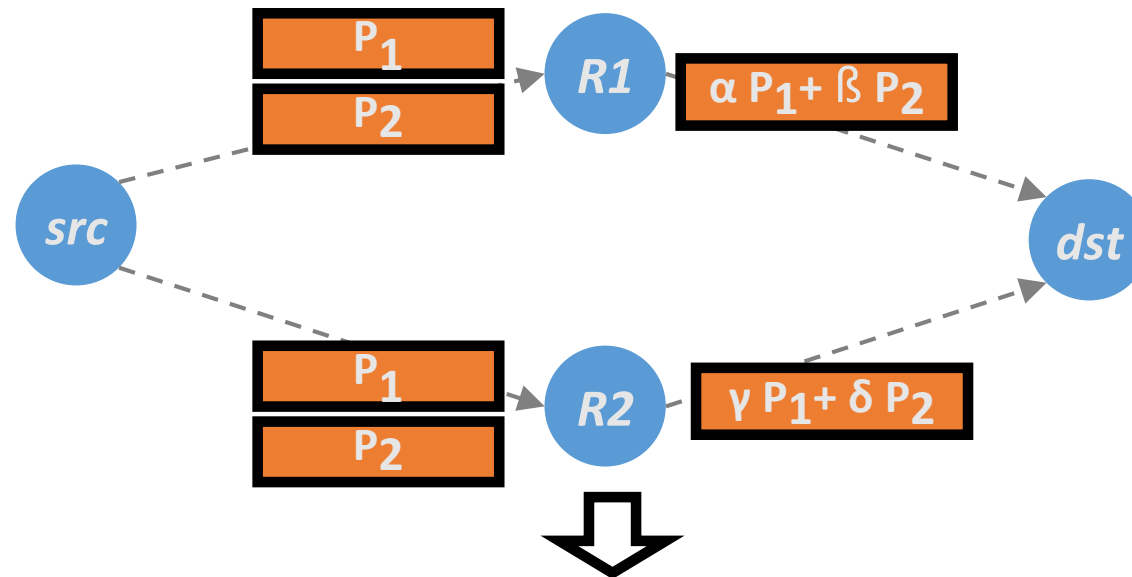 P₁
P₂
R1
α P₁+ ß P₂
src
dst
P₁
P₂
R2
γ P₁+ δ P₂